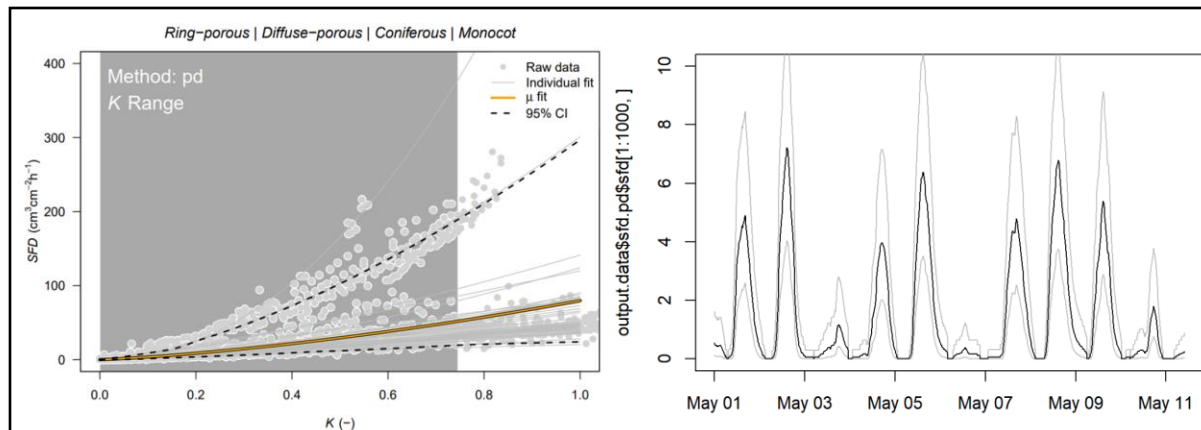 Ring-porous | Diffuse-porous | Coniferous | Monocot
Method: pd
K Range
Raw data
Individual fit
μ fit
95% CI
SFD (cm³cm⁻²h⁻¹)
400
300
200
100
0
0.0 0.2 0.4 0.6 0.8 1.0
K (−)
output.data$sfd.pd$sfd[1:1000, ]
10
8
6
4
2
0
May 01 May 03 May 05 May 07 May 09 May 11